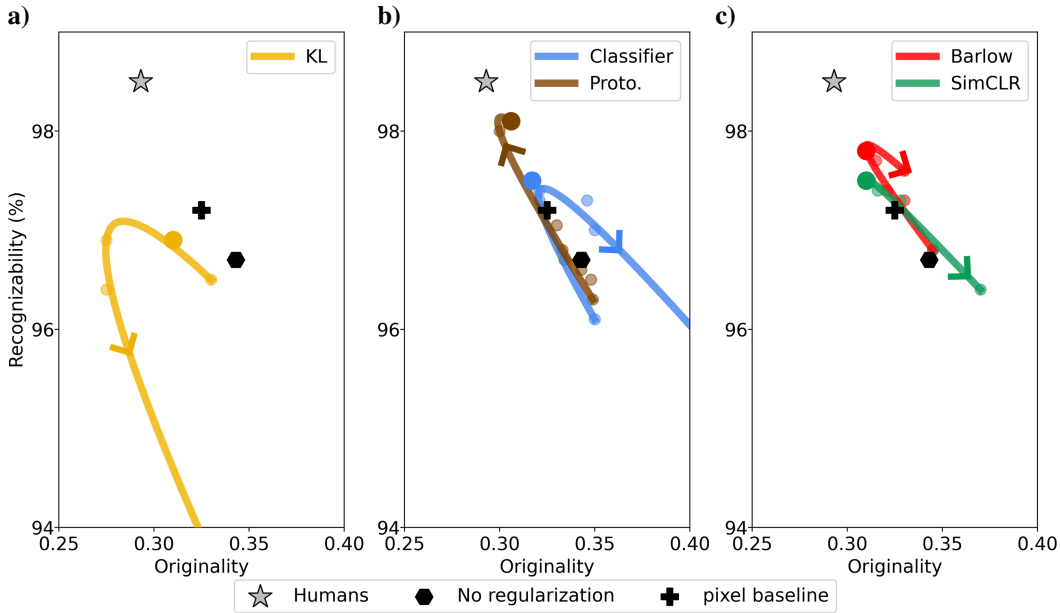 a)
b)
c)
KL
Classifier
Proto.
Barlow
SimCLR
Recognizability (%)
98
96
94
0.25
0.30
0.35
0.40
Originality
98
96
94
0.25
0.30
0.35
0.40
Originality
98
96
94
0.25
0.30
0.35
0.40
Originality
Humans
No regularization
pixel baseline